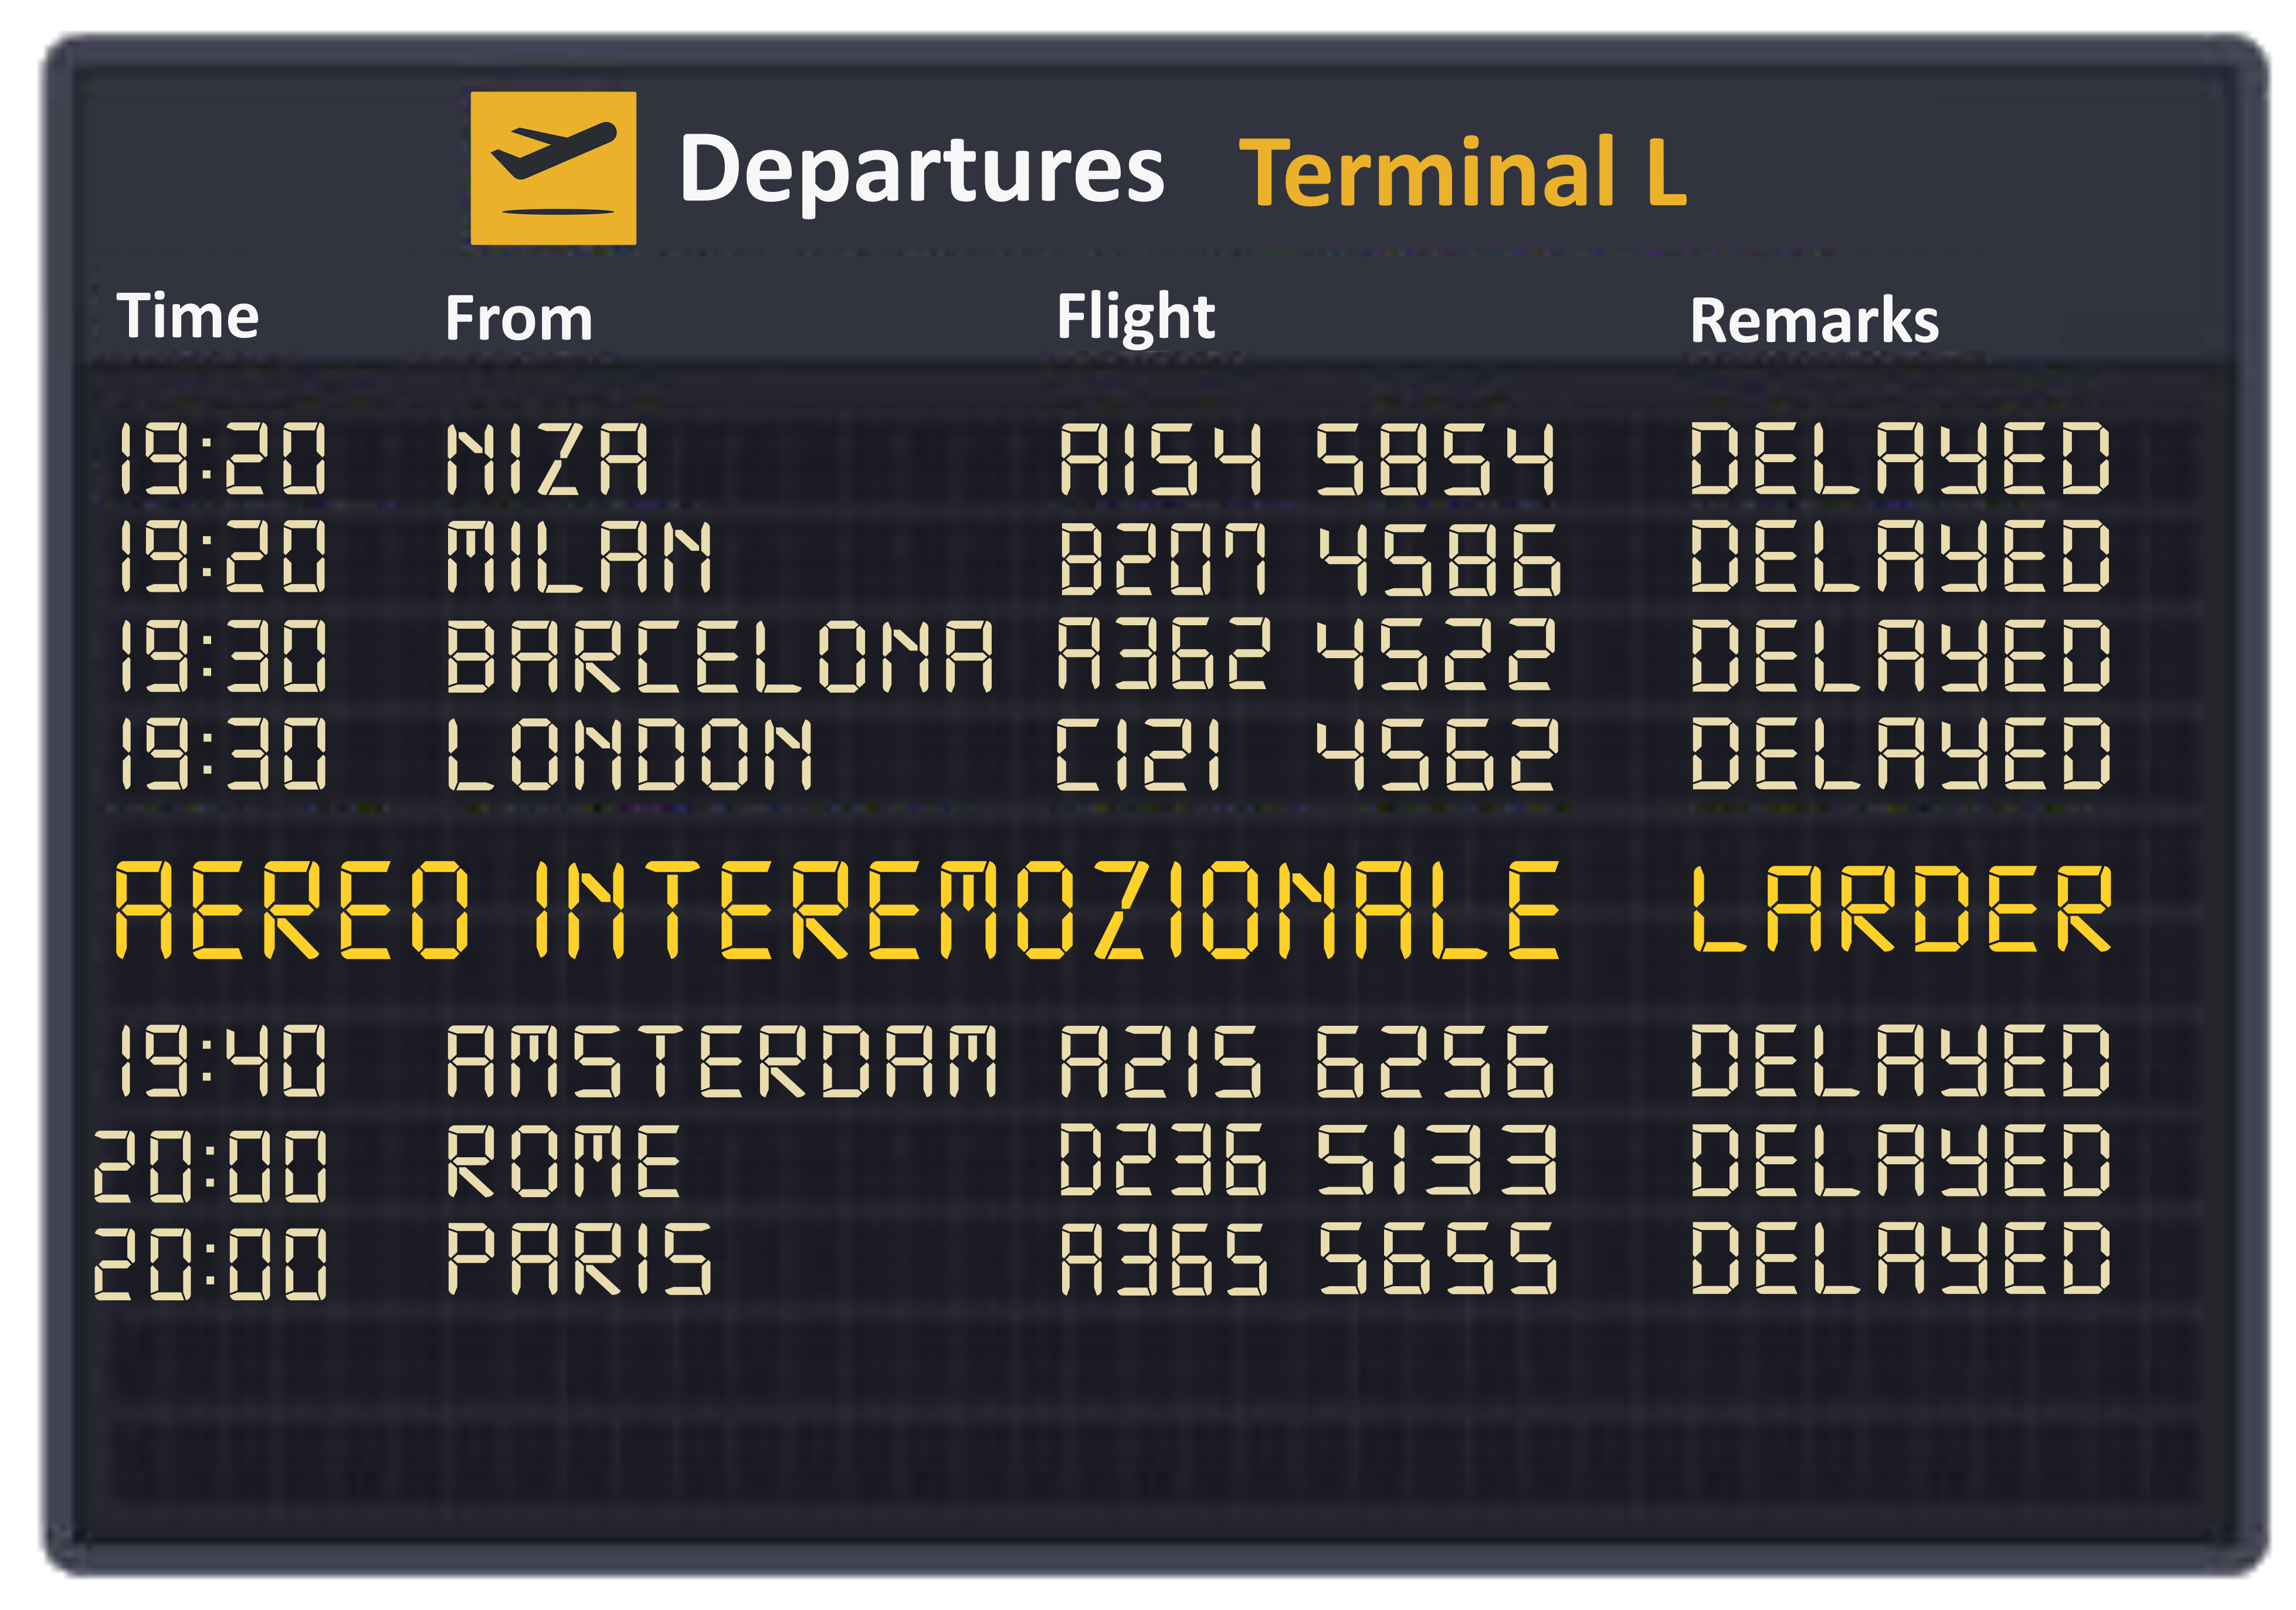 Departures Terminal L
Time From Flight Remarks
19:20 NIZA A154 5854 DELAYED
19:20 MILAN B207 4586 DELAYED
19:30 BARCELONA A362 4522 DELAYED
19:30 LONDON C121 4562 DELAYED
AEREO INTEREMOZIONALE LARDER
19:40 AMSTERDAM A215 6256 DELAYED
20:00 ROME D236 5133 DELAYED
20:00 PARIS A365 5655 DELAYED